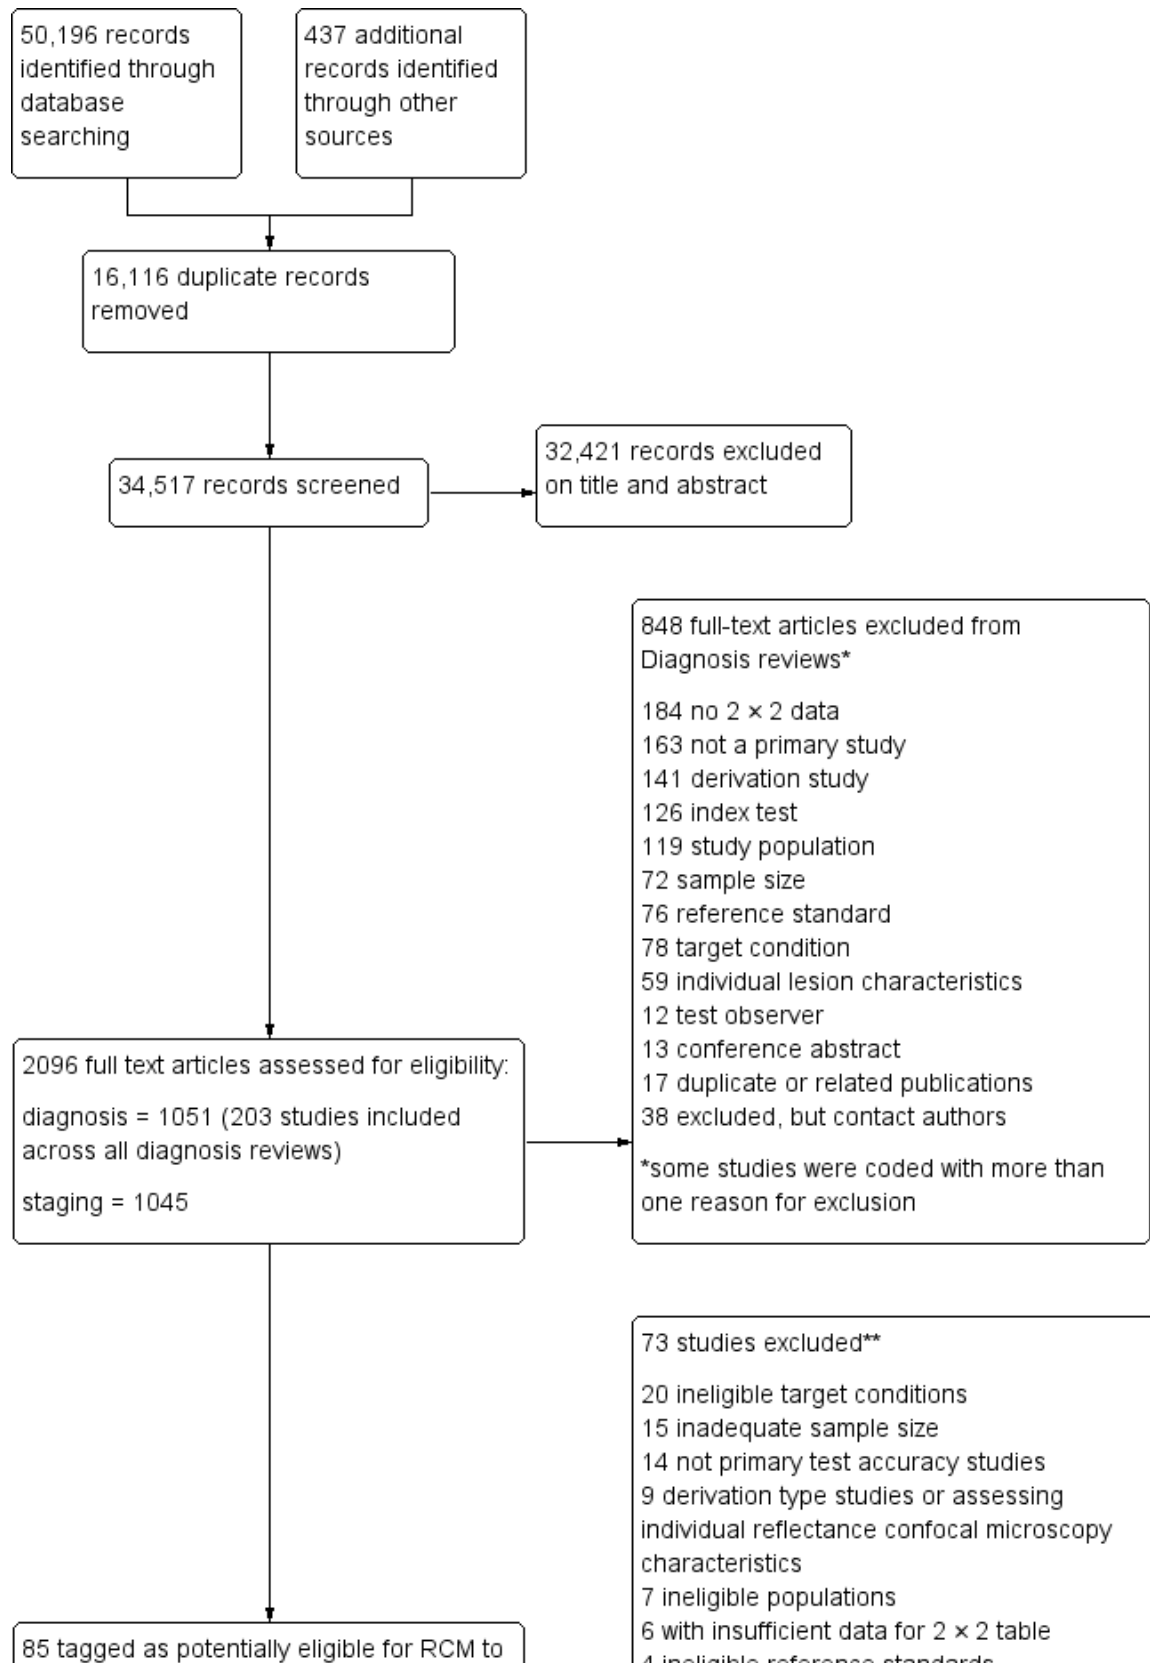 50,196 records
identified through
database
searching
437 additional
records identified
through other
sources
16,116 duplicate records
removed
34,517 records screened
32,421 records excluded
on title and abstract
848 full-text articles excluded from
Diagnosis reviews*
184 no 2 × 2 data
163 not a primary study
141 derivation study
126 index test
119 study population
72 sample size
76 reference standard
78 target condition
59 individual lesion characteristics
12 test observer
13 conference abstract
17 duplicate or related publications
38 excluded, but contact authors
*some studies were coded with more than
one reason for exclusion
2096 full text articles assessed for eligibility:
diagnosis = 1051 (203 studies included
across all diagnosis reviews)
staging = 1045
73 studies excluded**
20 ineligible target conditions
15 inadequate sample size
14 not primary test accuracy studies
9 derivation type studies or assessing
individual reflectance confocal microscopy
characteristics
7 ineligible populations
6 with insufficient data for 2 × 2 table
4 ineligible reference standards
85 tagged as potentially eligible for RCM to